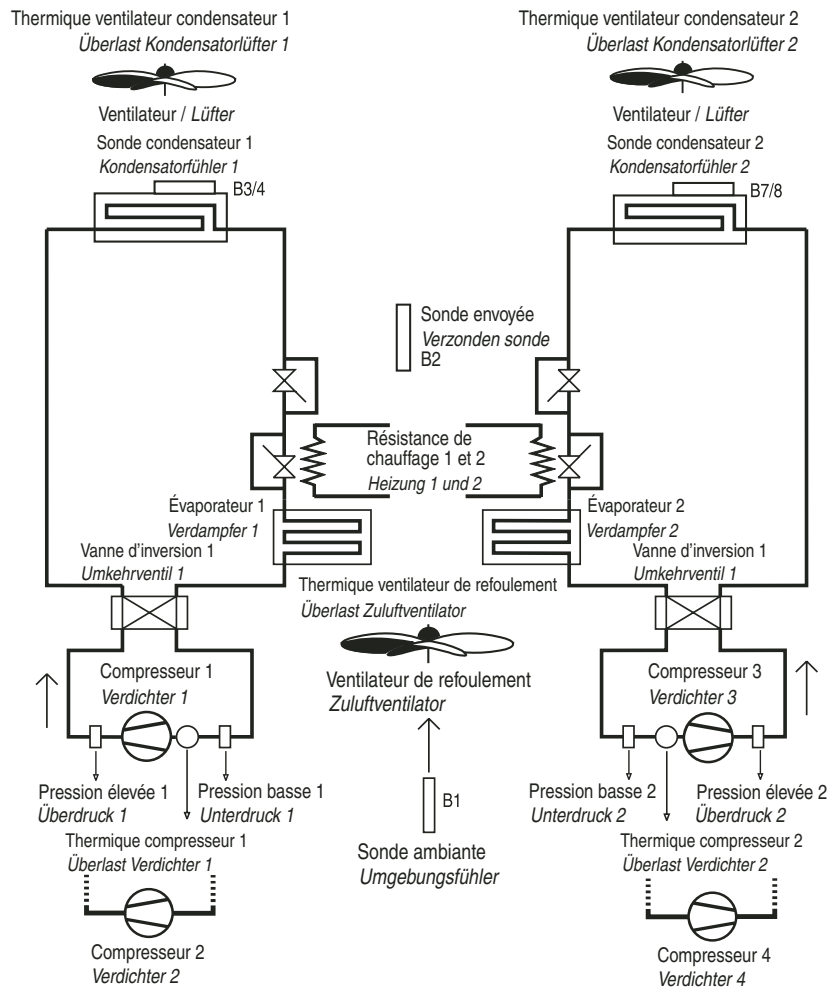 Thermique ventilateur condensateur 1
Überlast Kondensatorlüfter 1
Ventilateur / Lüfter
Sonde condensateur 1
Kondensatorfühler 1
B3/4
Thermique ventilateur condensateur 2
Überlast Kondensatorlüfter 2
Ventilateur / Lüfter
Sonde condensateur 2
Kondensatorfühler 2
B7/8
Sonde envoyée
Verzonden sonde
B2
Résistance de
chauffage 1 et 2
Heizung 1 und 2
Évaporateur 1
Verdampfer 1
Évaporateur 2
Verdampfer 2
Vanne d'inversion 1
Umkehrventil 1
Vanne d'inversion 1
Umkehrventil 1
Thermique ventilateur de refoulement
Überlast Zuluftventilator
Ventilateur de refoulement
Zuluftventilator
Compresseur 1
Verdichter 1
Compresseur 3
Verdichter 3
Pression élevée 1
Überdruck 1
Pression basse 1
Unterdruck 1
B1
Sonde ambiante
Umgebungsfühler
Pression basse 2
Unterdruck 2
Pression élevée 2
Überdruck 2
Thermique compresseur 1
Überlast Verdichter 1
Thermique compresseur 2
Überlast Verdichter 2
Compresseur 2
Verdichter 2
Compresseur 4
Verdichter 4